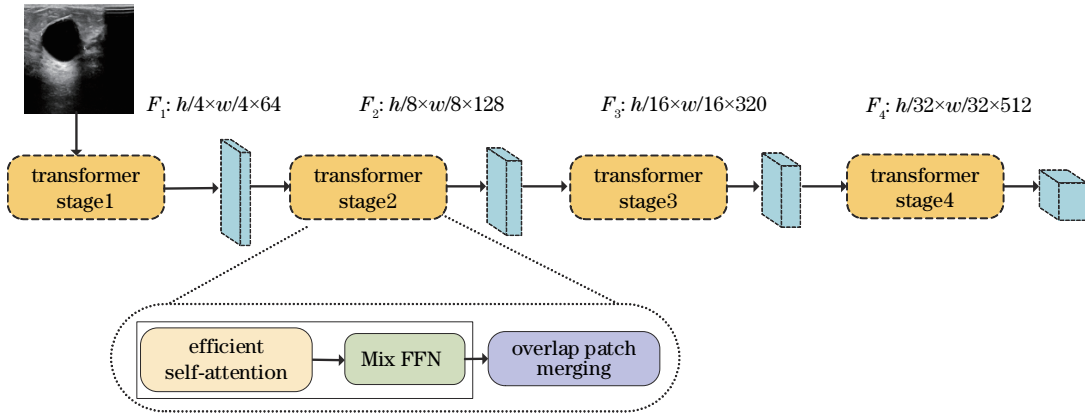 F₁: h/4×w/4×64
F₂: h/8×w/8×128
F₃: h/16×w/16×320
F₄: h/32×w/32×512
transformer
stage1
transformer
stage2
transformer
stage3
transformer
stage4
efficient
self-attention
Mix FFN
overlap patch
merging